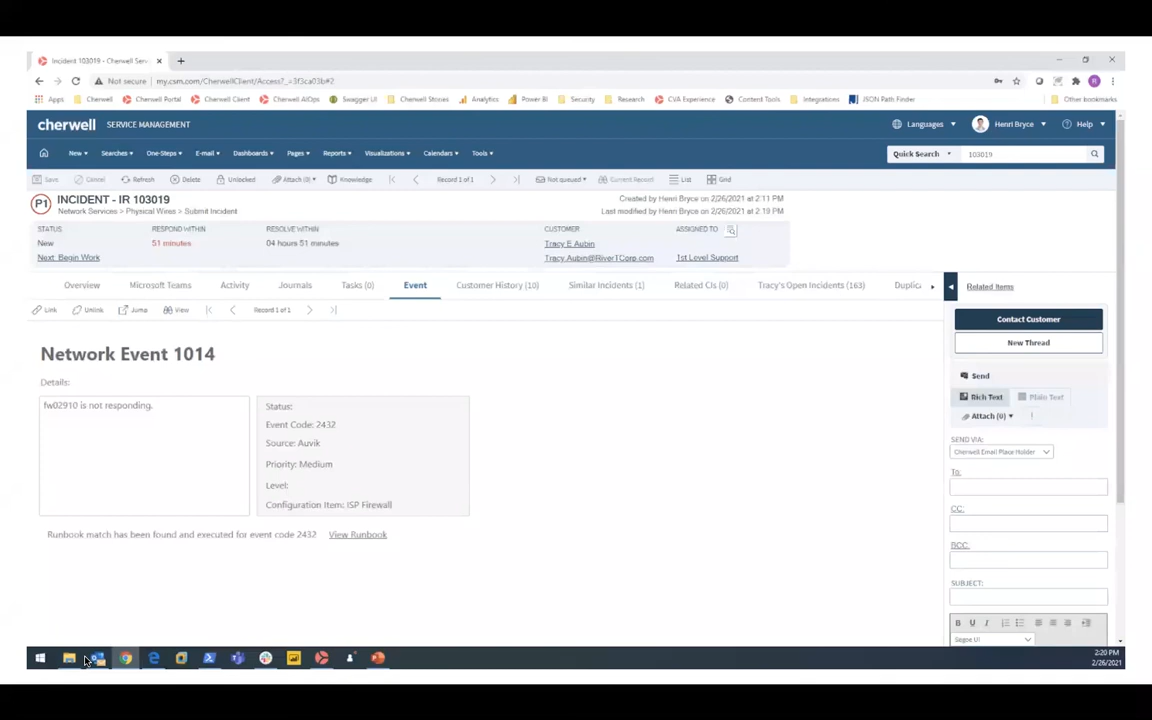 Incident 103019 - Cherwell Serv
Not secure my.csm.com/CherwellClient/Access?_=3f3ca03b#2
Apps Cherwell Cherwell Portal Cherwell Client Cherwell AIOps Swagger UI Cherwell Stories Analytics Power BI Security Research CVA Experience Content Tools Integrations JSON Path Finder Other bookmarks
cherwell SERVICE MANAGEMENT Languages Henri Bryce Help
New Searches One-Steps E-mail Dashboards Pages Reports Visualizations Calendars Tools Quick Search 103019
Save Cancel Refresh Delete Unlocked Attach (0) Knowledge Record 1 of 1 Not queued Current Record List Grid
P1 INCIDENT - IR 103019 Created by Henri Bryce on 2/26/2021 at 2:11 PM
Network Services > Physical Wires > Submit Incident Last modified by Henri Bryce on 2/26/2021 at 2:19 PM
STATUS RESPOND WITHIN RESOLVE WITHIN CUSTOMER ASSIGNED TO
New 51 minutes 04 hours 51 minutes Tracy E Aubin
Next: Begin Work Tracy.Aubin@RiverTCorp.com 1st Level Support
Overview Microsoft Teams Activity Journals Tasks (0) Event Customer History (10) Similar Incidents (1) Related CIs (0) Tracy's Open Incidents (163) Duplic
Related Items
Link Unlink Jump View Record 1 of 1
Contact Customer
New Thread
Network Event 1014
Details:
fw02910 is not responding.
Status:
Event Code: 2432
Source: Auvik
Priority: Medium
Level:
Configuration Item: ISP Firewall
Runbook match has been found and executed for event code 2432 View Runbook
Send
Rich Text Plain Text
Attach (0)
SEND VIA:
Cherwell Email Place Holder
To:
CC:
BCC:
SUBJECT:
B U I
Segoe UI
2:20 PM
2/26/2021